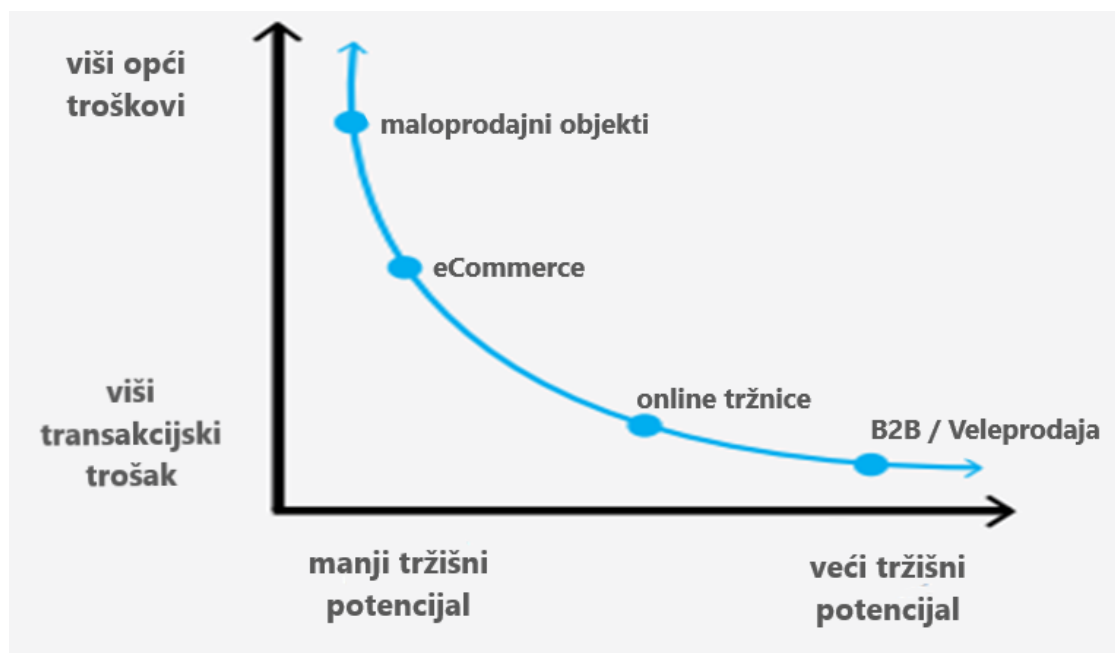 viši opći
troškovi
maloprodajni objekti
eCommerce
viši
transakcijski
trošak
online tržnice
B2B / Veleprodaja
manji tržišni
potencijal
veći tržišni
potencijal